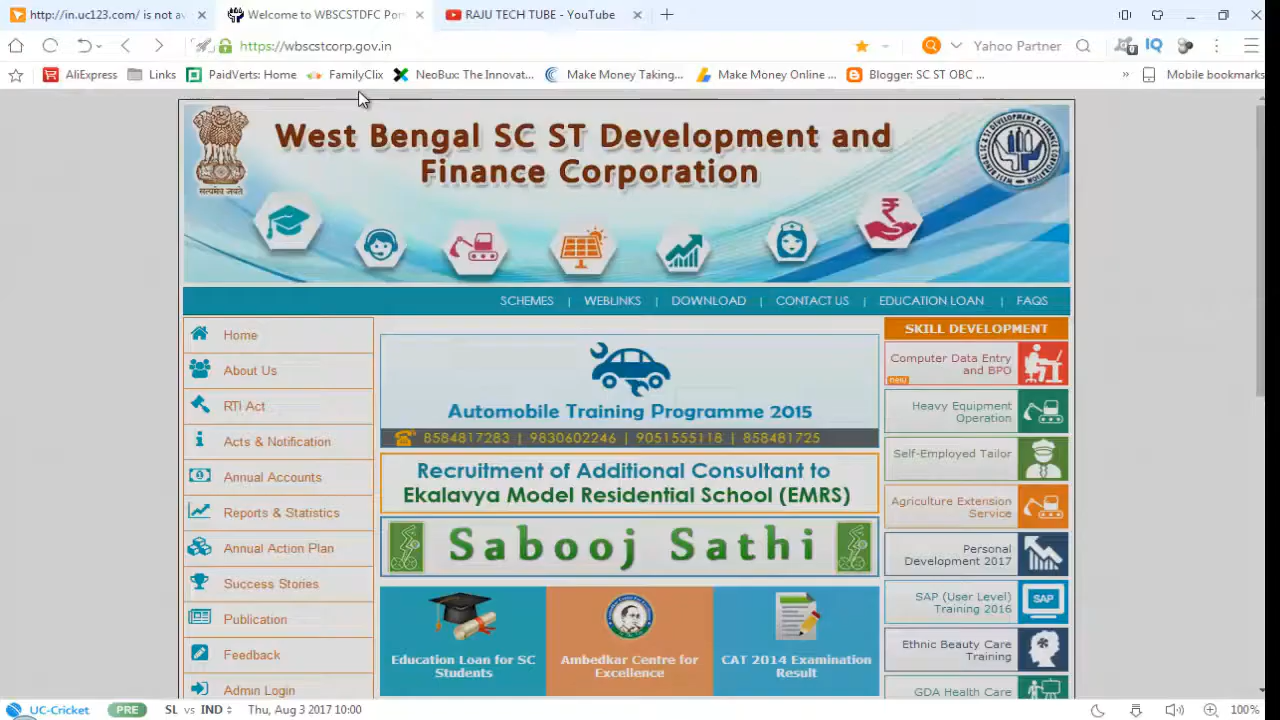 http://in.uc123.com/ is not av
Welcome to WBSCSTDFC Por
RAJU TECH TUBE - YouTube
https://wbscstcorp.gov.in
Yahoo Partner
IQ
AliExpress
Links
PaidVerts: Home
FamilyClix
NeoBux: The Innovat...
Make Money Taking...
Make Money Online ...
Blogger: SC ST OBC ...
»
Mobile bookmarks
West Bengal SC ST Development and
Finance Corporation
सत्यमेव जयते
SCHEMES | WEBLINKS | DOWNLOAD | CONTACT US | EDUCATION LOAN | FAQS
Home
About Us
RTI Act
Acts & Notification
Annual Accounts
Reports & Statistics
Annual Action Plan
Success Stories
Publication
Feedback
Admin Login
Automobile Training Programme 2015
8584817283 | 9830602246 | 9051555118 | 858481725
Recruitment of Additional Consultant to
Ekalavya Model Residential School (EMRS)
Sabooj Sathi
Education Loan for SC
Students
Ambedkar Centre for
Excellence
CAT 2014 Examination
Result
SKILL DEVELOPMENT
Computer Data Entry
and BPO
new
Heavy Equipment
Operation
Self-Employed Tailor
Agriculture Extension
Service
Personal
Development 2017
SAP (User Level)
Training 2016
SAP
Ethnic Beauty Care
Training
GDA Health Care
UC-Cricket
PRE
SL vs IND
Thu, Aug 3 2017 10:00
100%